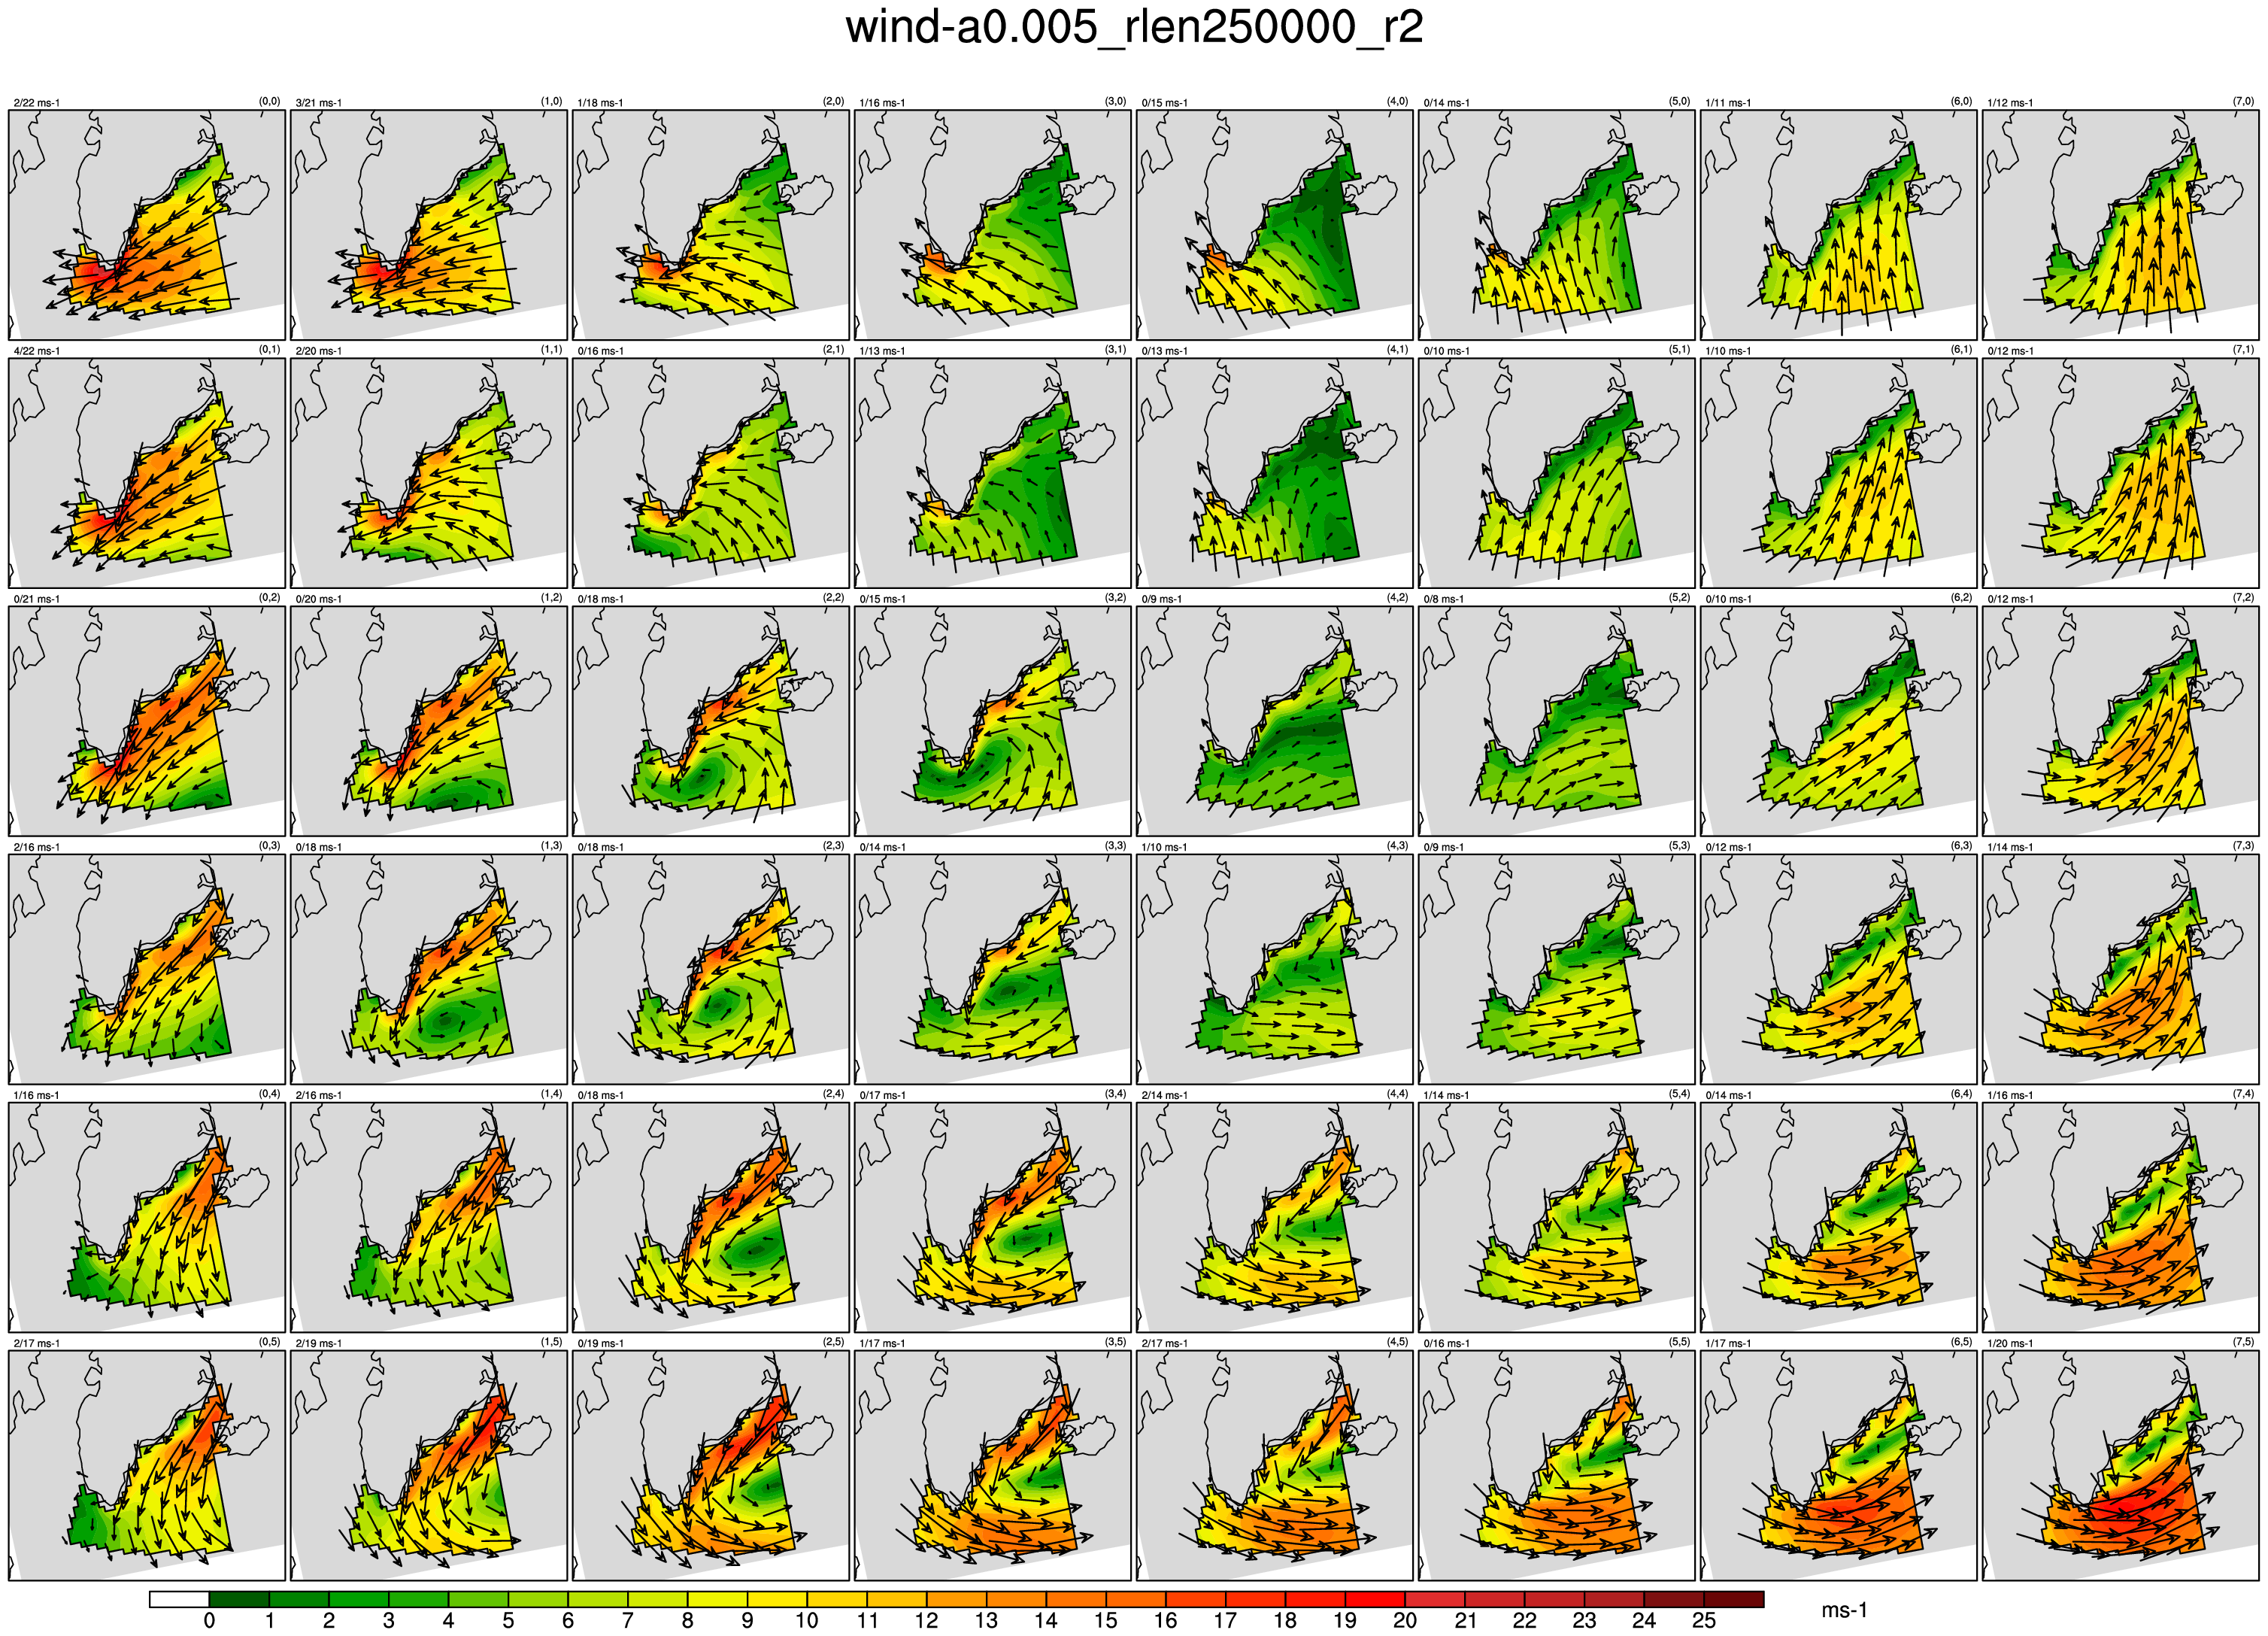 wind-a0.005_rlen250000_r2
2/22 ms-1 (0,0) 3/21 ms-1 (1,0) 1/18 ms-1 (2,0) 1/16 ms-1 (3,0) 0/15 ms-1 (4,0) 0/14 ms-1 (5,0) 1/11 ms-1 (6,0) 1/12 ms-1 (7,0)
4/22 ms-1 (0,1) 2/20 ms-1 (1,1) 0/16 ms-1 (2,1) 1/13 ms-1 (3,1) 0/13 ms-1 (4,1) 0/10 ms-1 (5,1) 1/10 ms-1 (6,1) 0/12 ms-1 (7,1)
0/21 ms-1 (0,2) 0/20 ms-1 (1,2) 0/18 ms-1 (2,2) 0/15 ms-1 (3,2) 0/9 ms-1 (4,2) 0/8 ms-1 (5,2) 0/10 ms-1 (6,2) 0/12 ms-1 (7,2)
2/16 ms-1 (0,3) 0/18 ms-1 (1,3) 0/18 ms-1 (2,3) 0/14 ms-1 (3,3) 1/10 ms-1 (4,3) 0/9 ms-1 (5,3) 0/12 ms-1 (6,3) 1/14 ms-1 (7,3)
1/16 ms-1 (0,4) 2/16 ms-1 (1,4) 0/18 ms-1 (2,4) 0/17 ms-1 (3,4) 2/14 ms-1 (4,4) 1/14 ms-1 (5,4) 0/14 ms-1 (6,4) 1/16 ms-1 (7,4)
2/17 ms-1 (0,5) 2/19 ms-1 (1,5) 0/19 ms-1 (2,5) 1/17 ms-1 (3,5) 2/17 ms-1 (4,5) 0/16 ms-1 (5,5) 1/17 ms-1 (6,5) 1/20 ms-1 (7,5)
0 1 2 3 4 5 6 7 8 9 10 11 12 13 14 15 16 17 18 19 20 21 22 23 24 25 ms-1